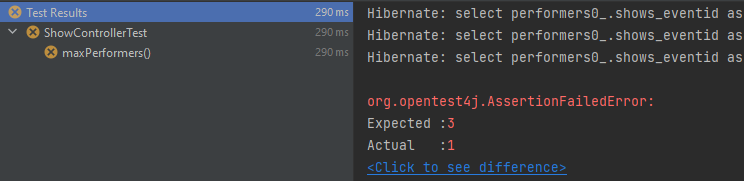 Test Results 290 ms
ShowControllerTest 290 ms
maxPerformers() 290 ms
Hibernate: select performers0_.shows_eventid as
Hibernate: select performers0_.shows_eventid as
Hibernate: select performers0_.shows_eventid as
org.opentest4j.AssertionFailedError:
Expected :3
Actual   :1
<Click to see difference>